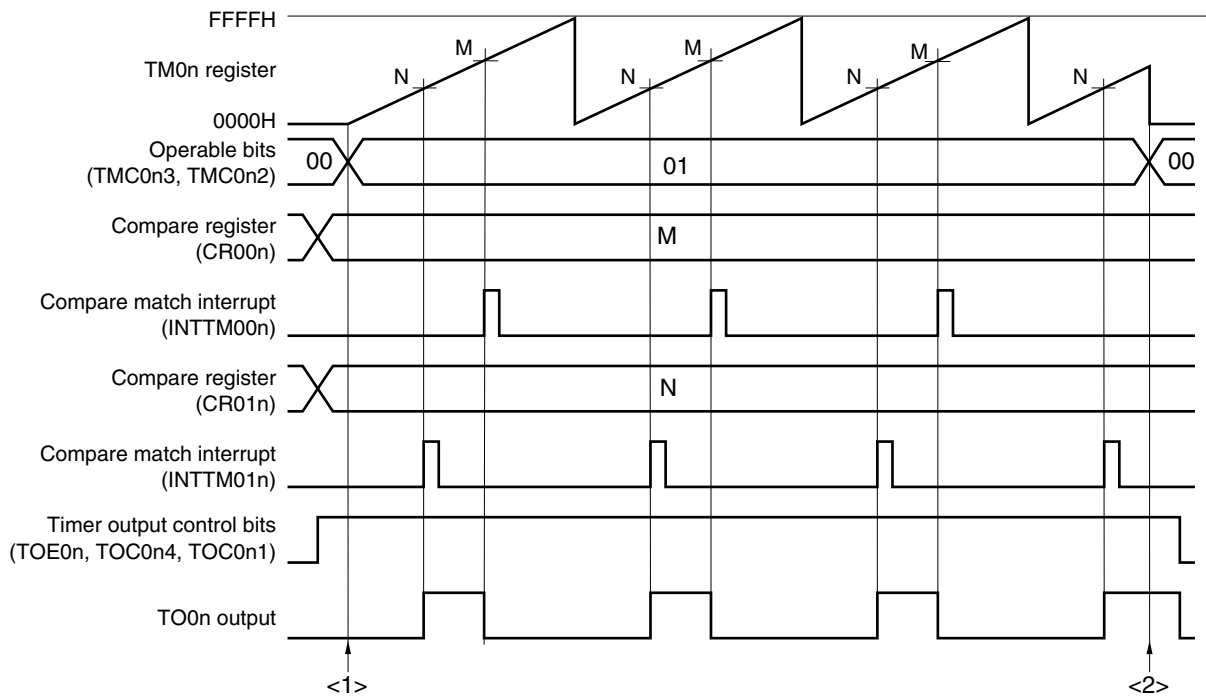 FFFFH
TM0n register
0000H
M
N
M
N
M
N
N
Operable bits
(TMC0n3, TMC0n2)
00
01
00
Compare register
(CR00n)
M
Compare match interrupt
(INTTM00n)
Compare register
(CR01n)
N
Compare match interrupt
(INTTM01n)
Timer output control bits
(TOE0n, TOC0n4, TOC0n1)
TO0n output
<1>
<2>